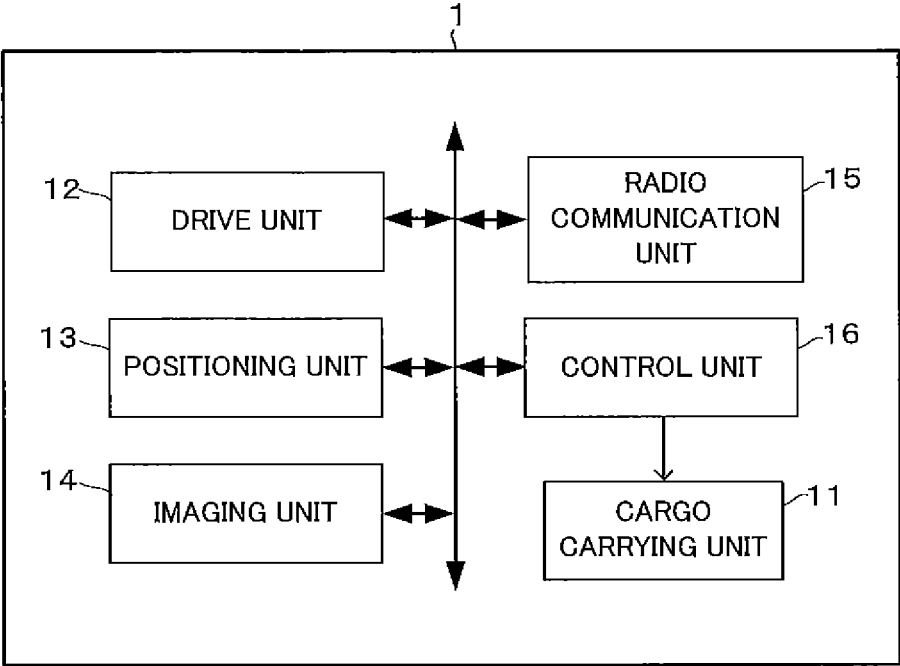 1
12
DRIVE UNIT
RADIO
COMMUNICATION
UNIT
15
13
POSITIONING UNIT
CONTROL UNIT
16
14
IMAGING UNIT
CARGO
CARRYING UNIT
11